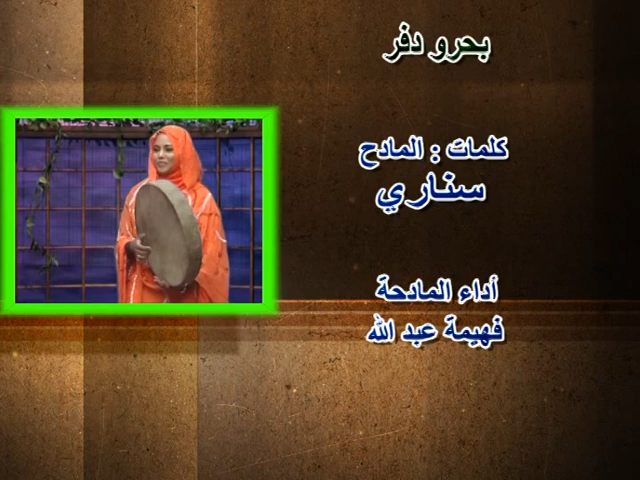 بحرو دفر
كلمات : المادح
سناري
أداء المادحة
فهيمة عبد الله